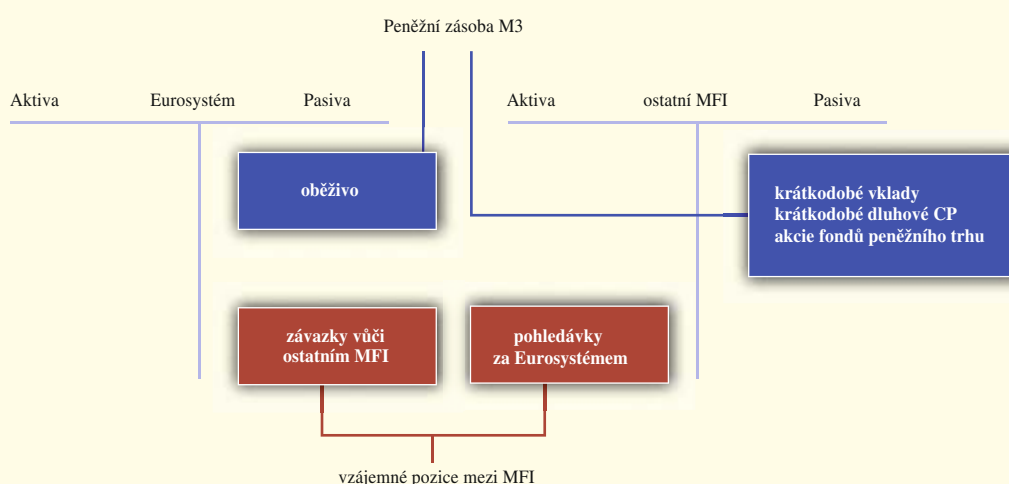 Peněžní zásoba M3
Aktiva Eurosystém Pasiva
Aktiva ostatní MFI Pasiva
oběživo
krátkodobé vklady
krátkodobé dluhové CP
akcie fondů peněžního trhu
závazky vůči
ostatním MFI
pohledávky
za Eurosystémem
vzájemné pozice mezi MFI